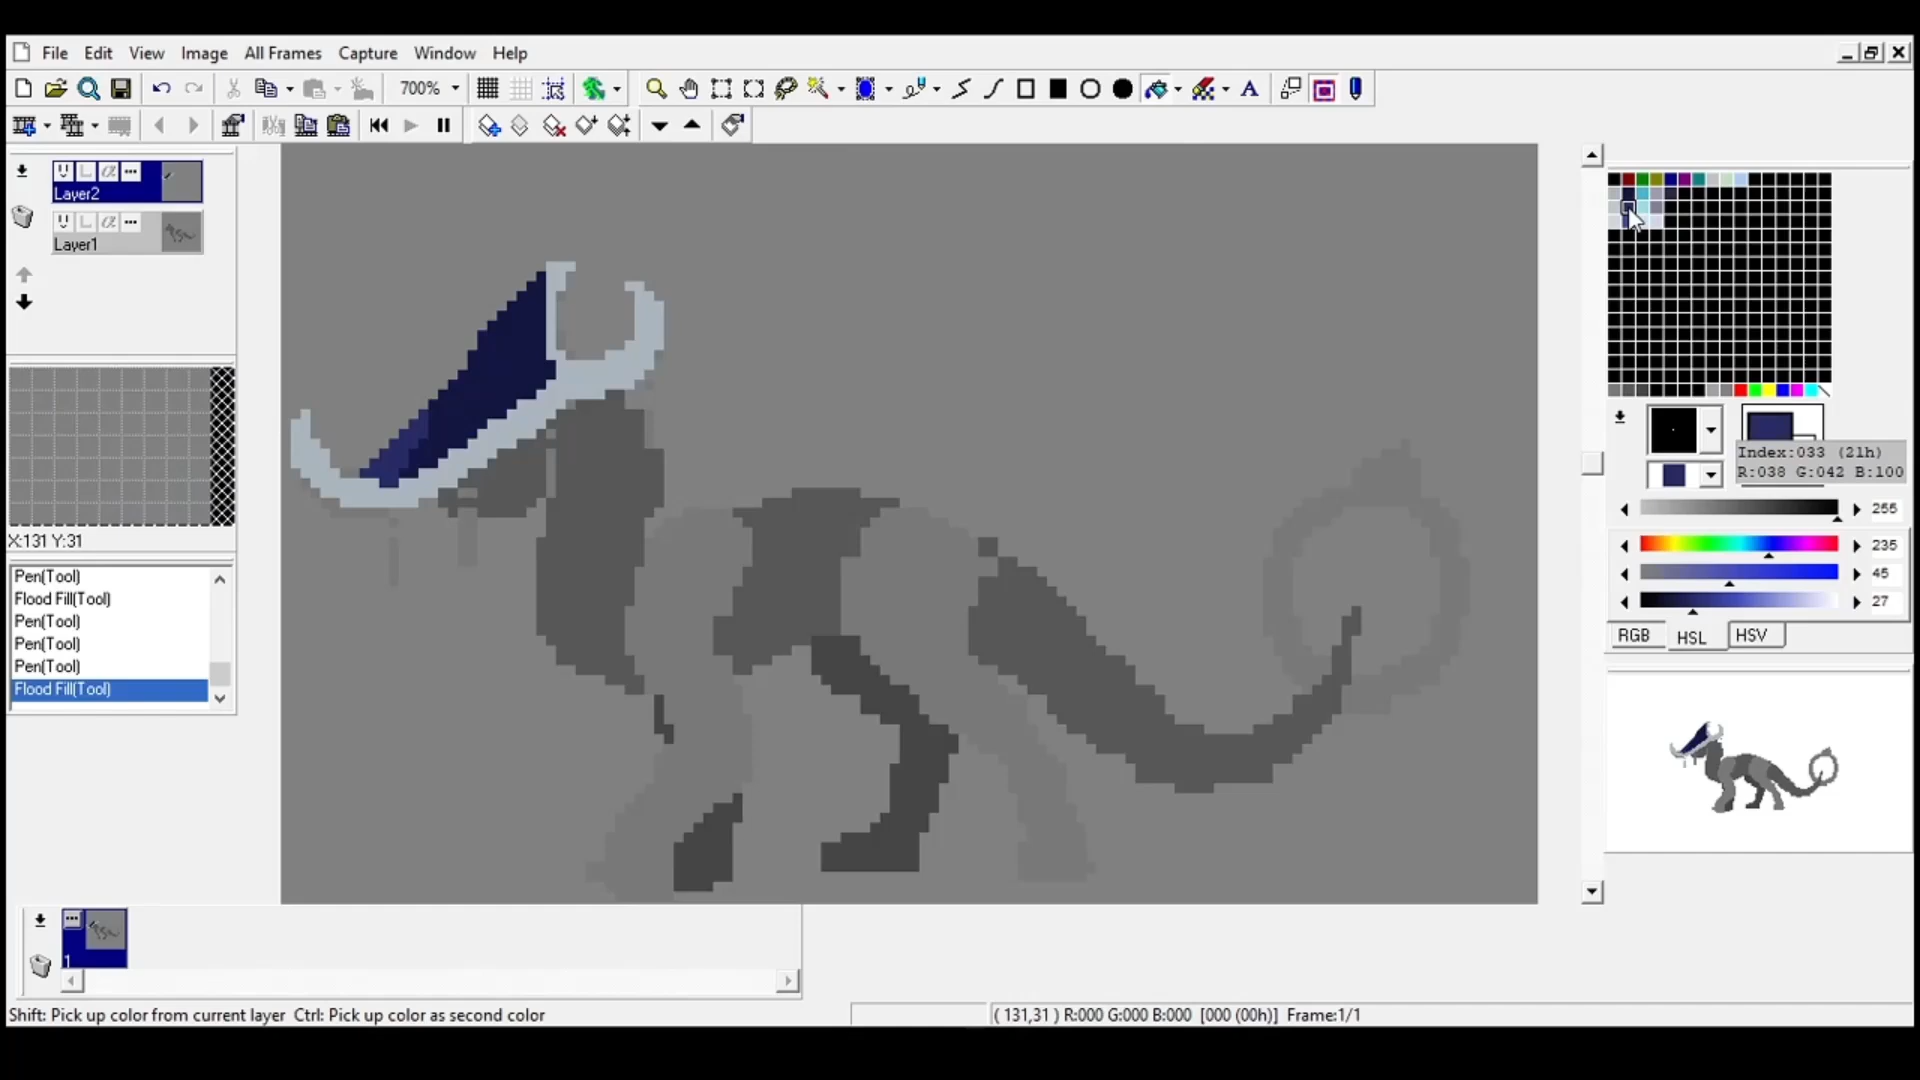 File Edit View Image All Frames Capture Window Help
700%
Layer2
Layer1
X:131 Y:31
Pen(Tool)
Flood Fill(Tool)
Pen(Tool)
Pen(Tool)
Pen(Tool)
Flood Fill(Tool)
Index:033 (21h)
R:038 G:042 B:100
255
235
45
27
RGB HSL HSV
1
Shift: Pick up color from current layer Ctrl: Pick up color as second color
( 131,31 ) R:000 G:000 B:000 [000 (00h)] Frame:1/1